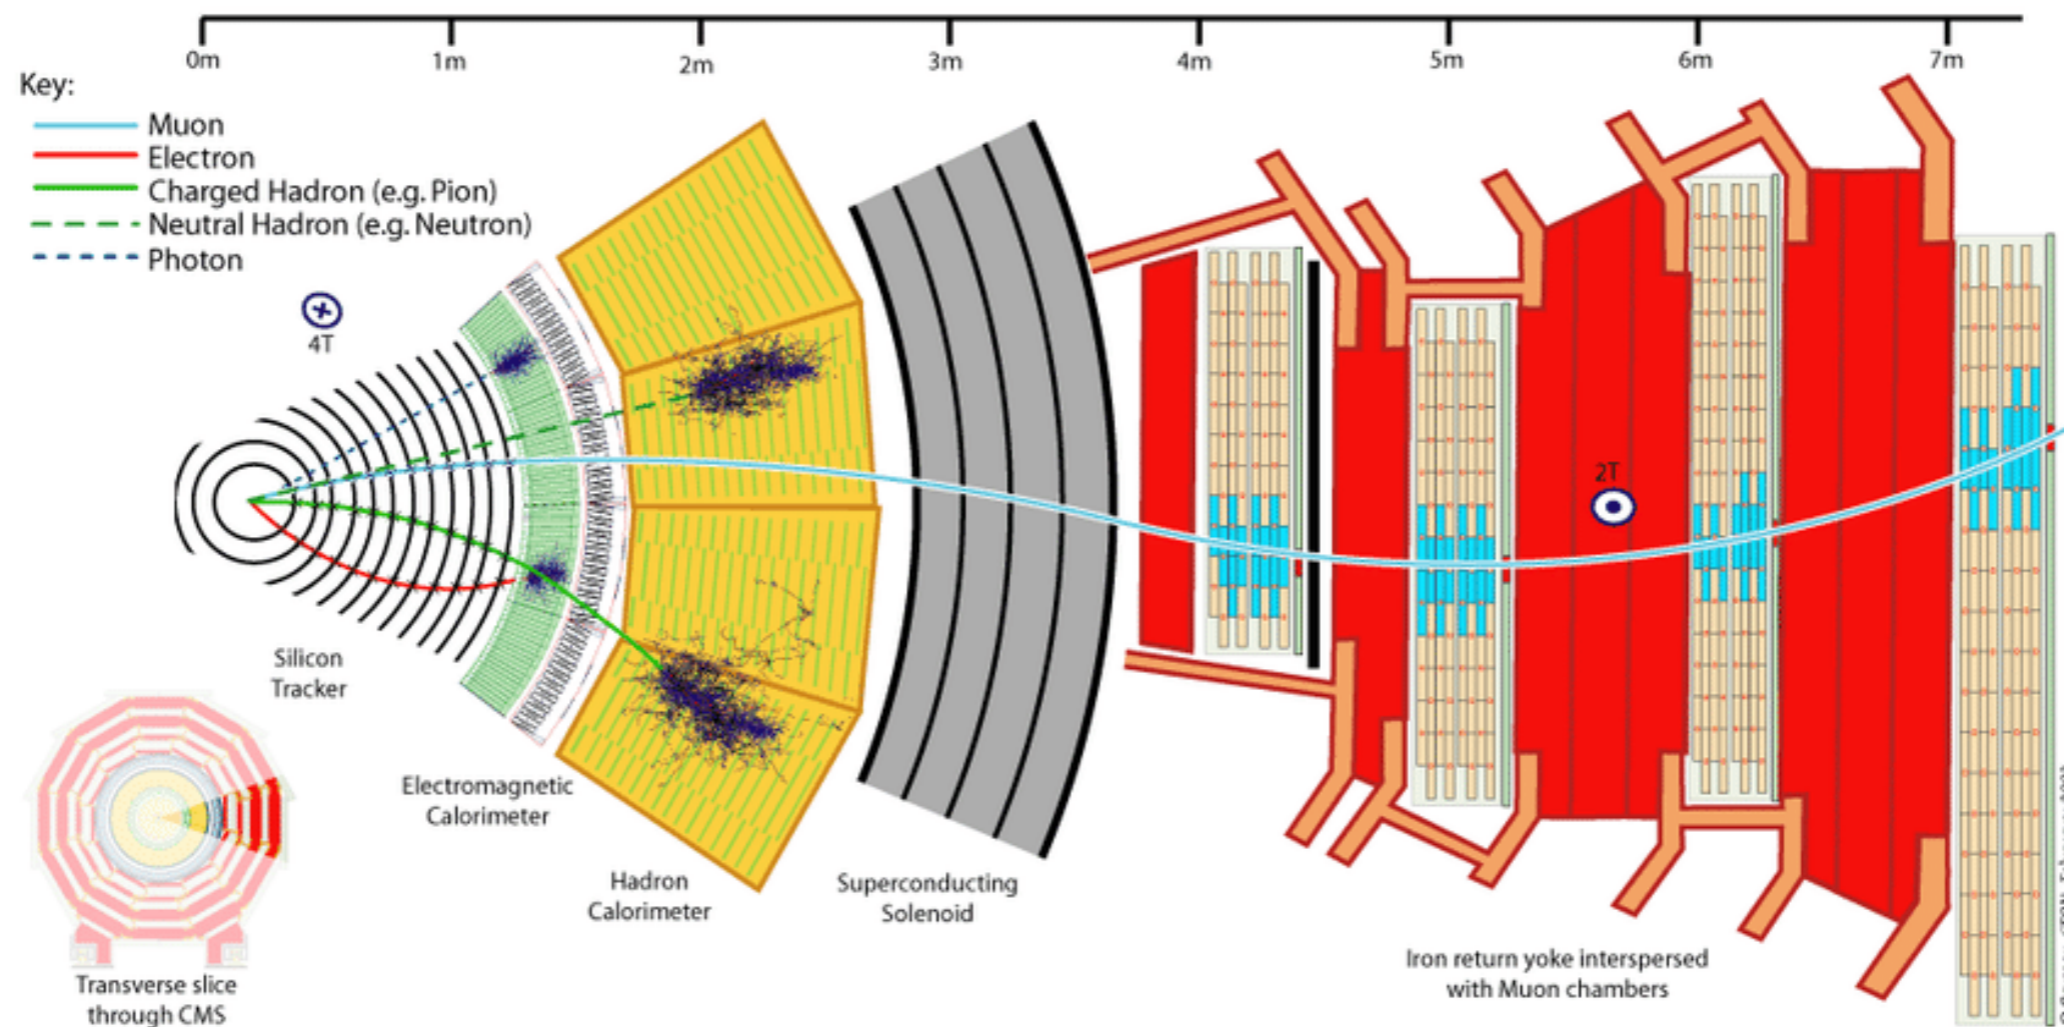 0m 1m 2m 3m 4m 5m 6m 7m
Key:
Muon
Electron
Charged Hadron (e.g. Pion)
Neutral Hadron (e.g. Neutron)
Photon
4T
2T
Silicon
Tracker
Electromagnetic
Calorimeter
Hadron
Calorimeter
Superconducting
Solenoid
Iron return yoke interspersed
with Muon chambers
Transverse slice
through CMS